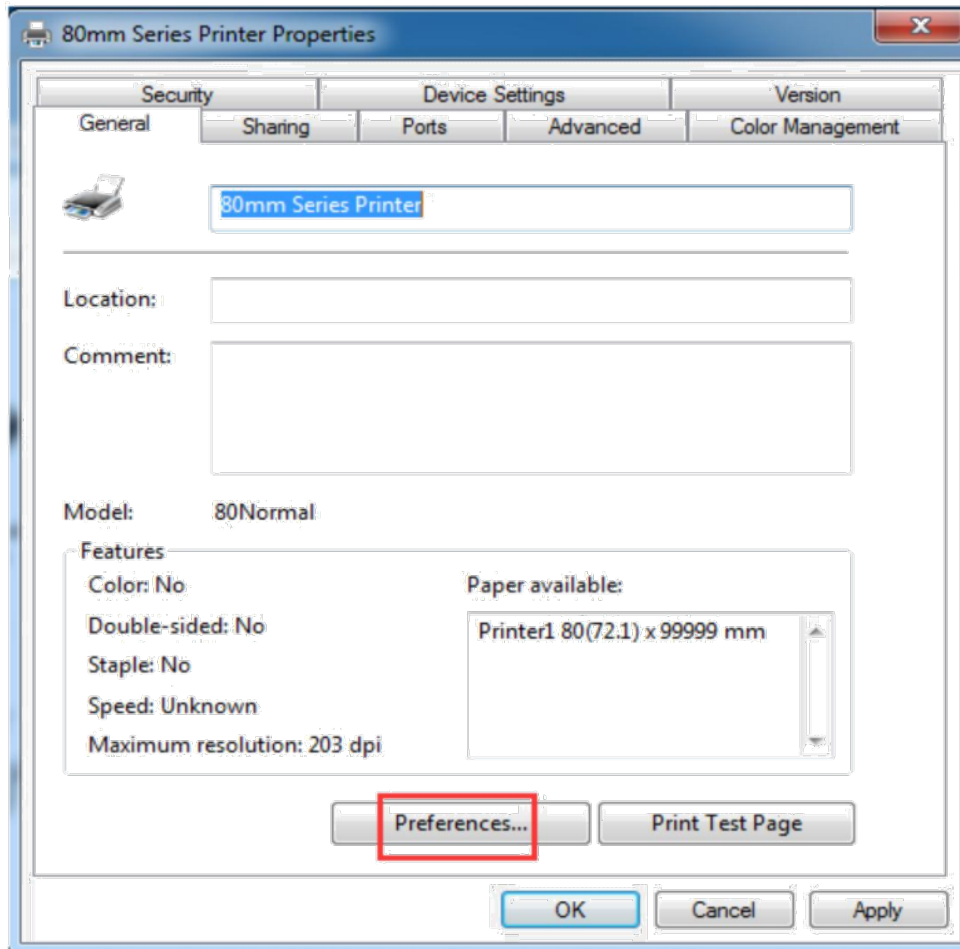 80mm Series Printer Properties
Security Device Settings Version
General Sharing Ports Advanced Color Management
80mm Series Printer
Location:
Comment:
Model: 80Normal
Features
Color: No Paper available:
Double-sided: No Printer1 80(72.1) x 99999 mm
Staple: No
Speed: Unknown
Maximum resolution: 203 dpi
Preferences... Print Test Page
OK Cancel Apply